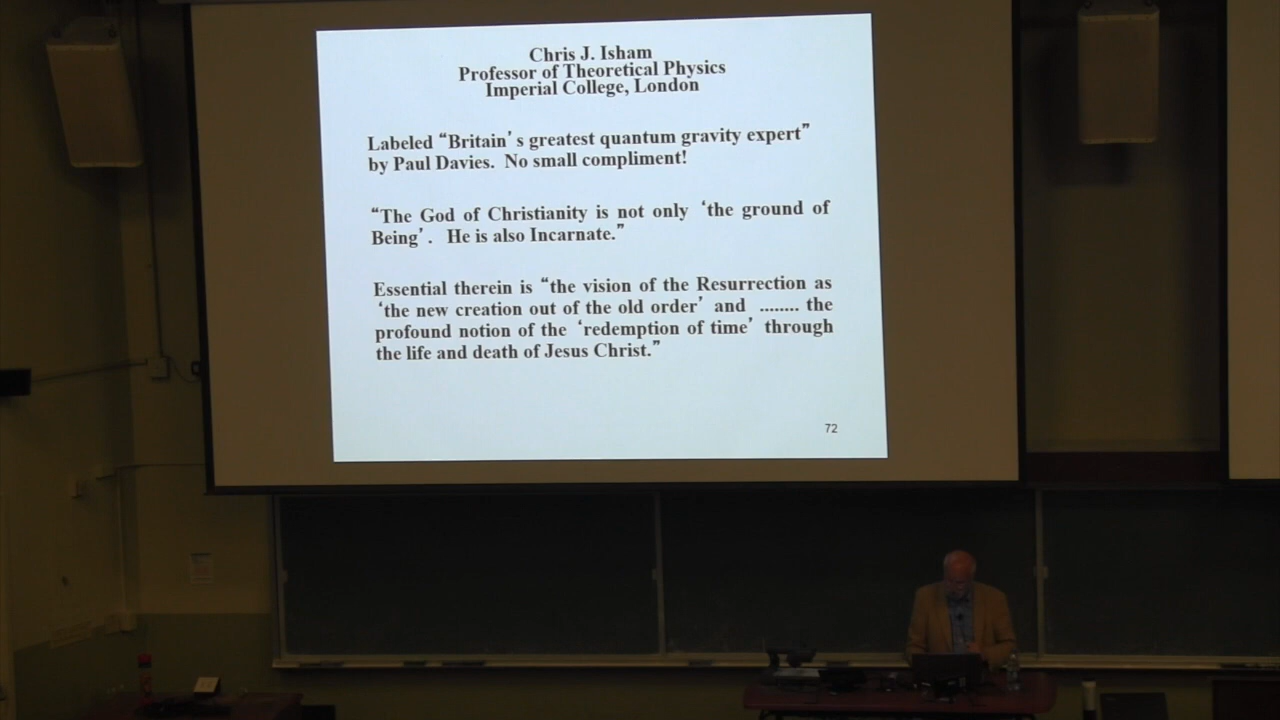 Chris J. Isham
Professor of Theoretical Physics
Imperial College, London
Labeled “Britain’s greatest quantum gravity expert”
by Paul Davies. No small compliment!
“The God of Christianity is not only ‘the ground of
Being’. He is also Incarnate.”
Essential therein is “the vision of the Resurrection as
‘the new creation out of the old order’ and ........ the
profound notion of the ‘redemption of time’ through
the life and death of Jesus Christ.”
72